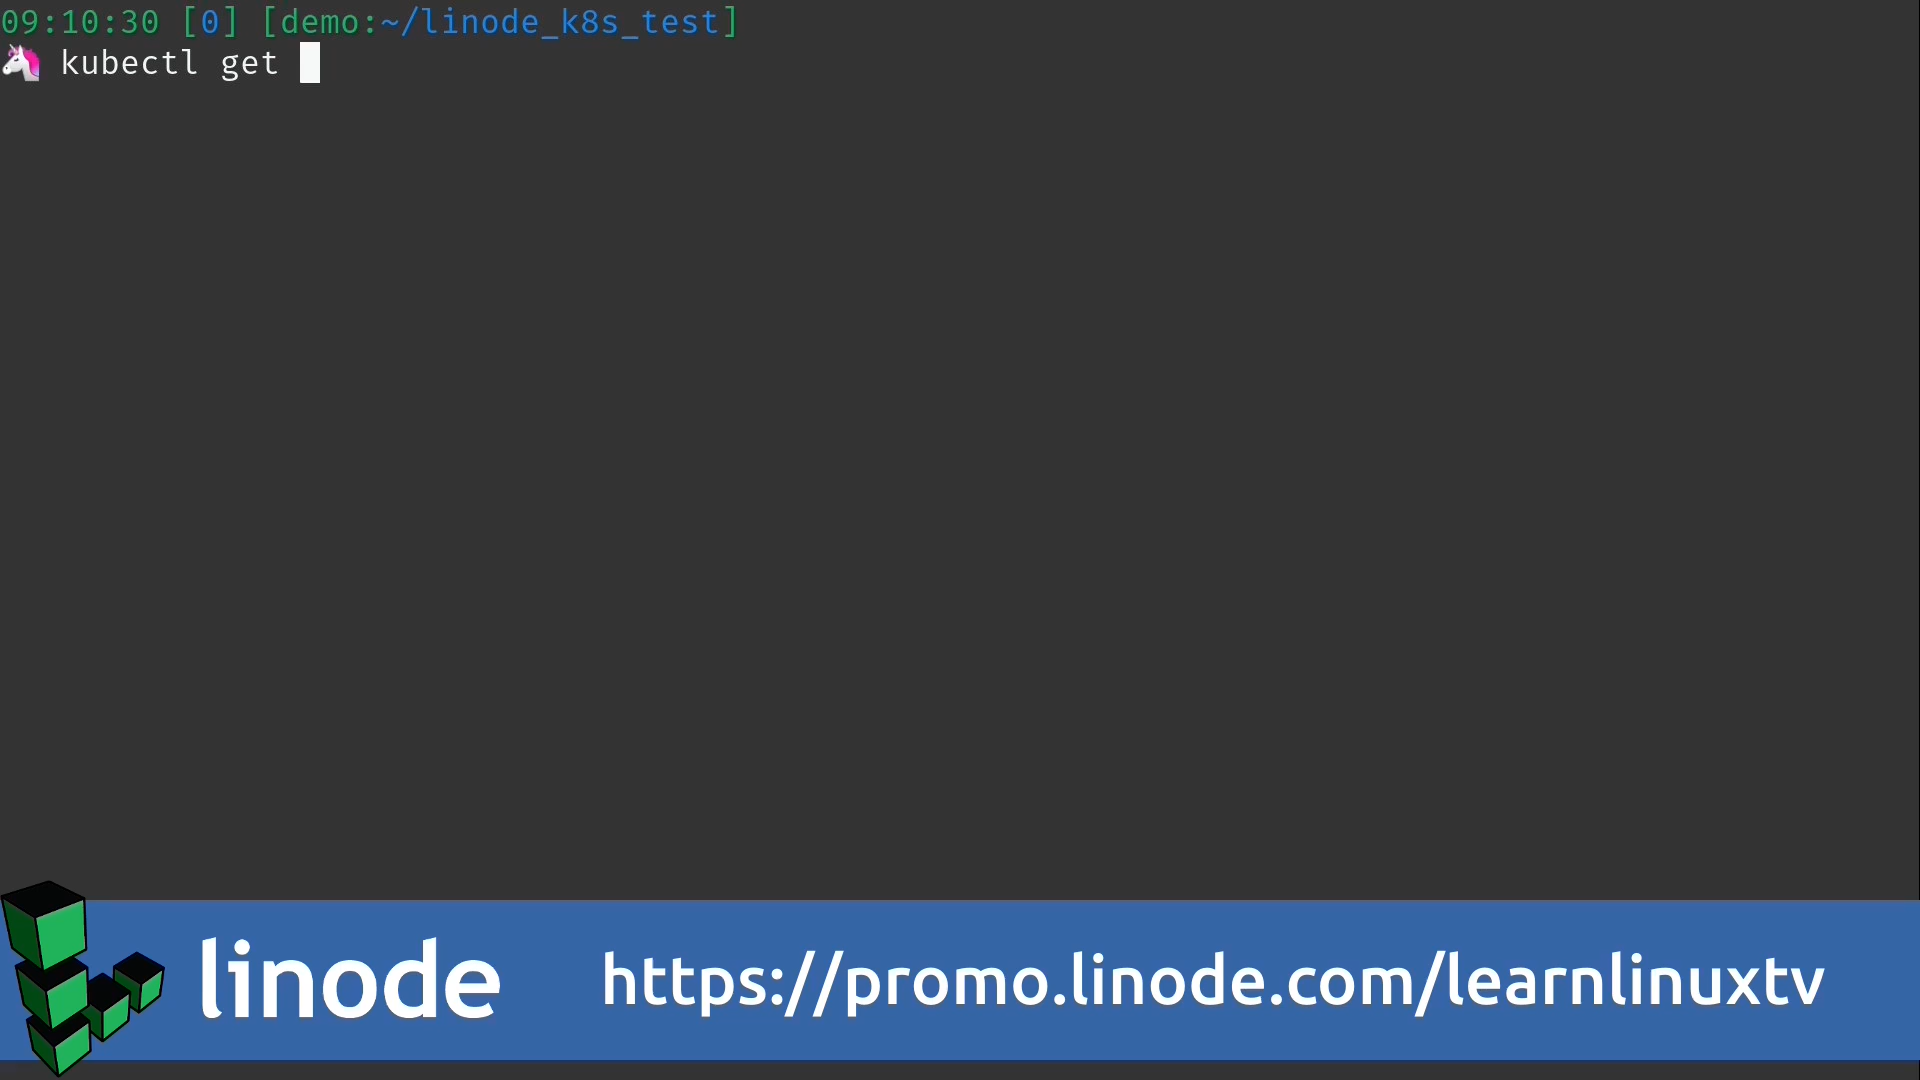 09:10:30 [0] [demo:~/linode_k8s_test]
🦄 kubectl get
linode https://promo.linode.com/learnlinuxtv